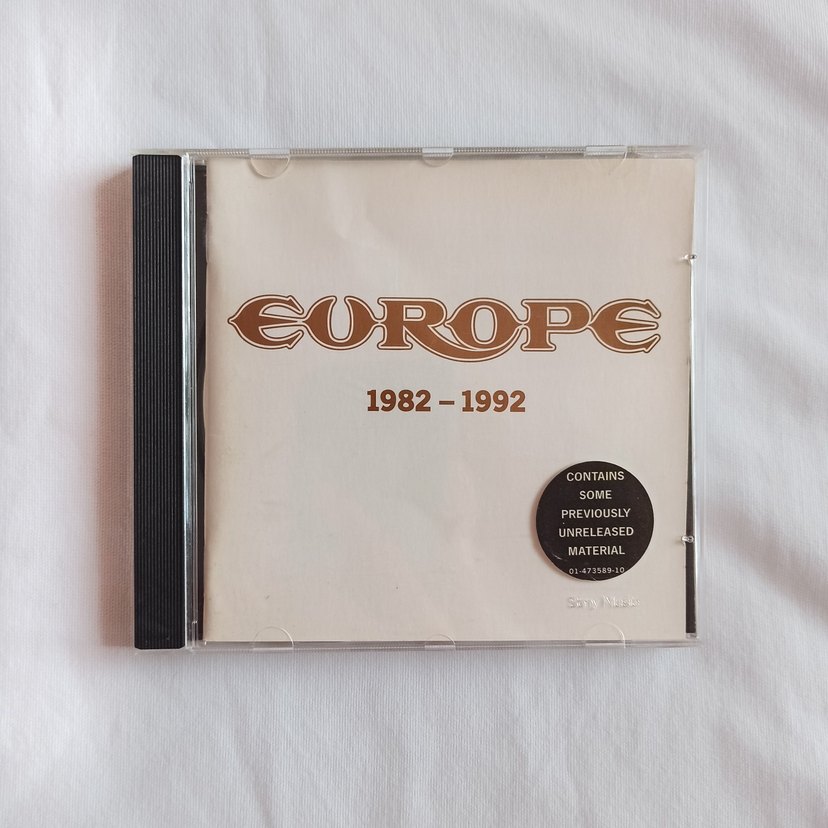 EUROPE
1982 – 1992
CONTAINS
SOME
PREVIOUSLY
UNRELEASED
MATERIAL
01-473589-10
Sony Music